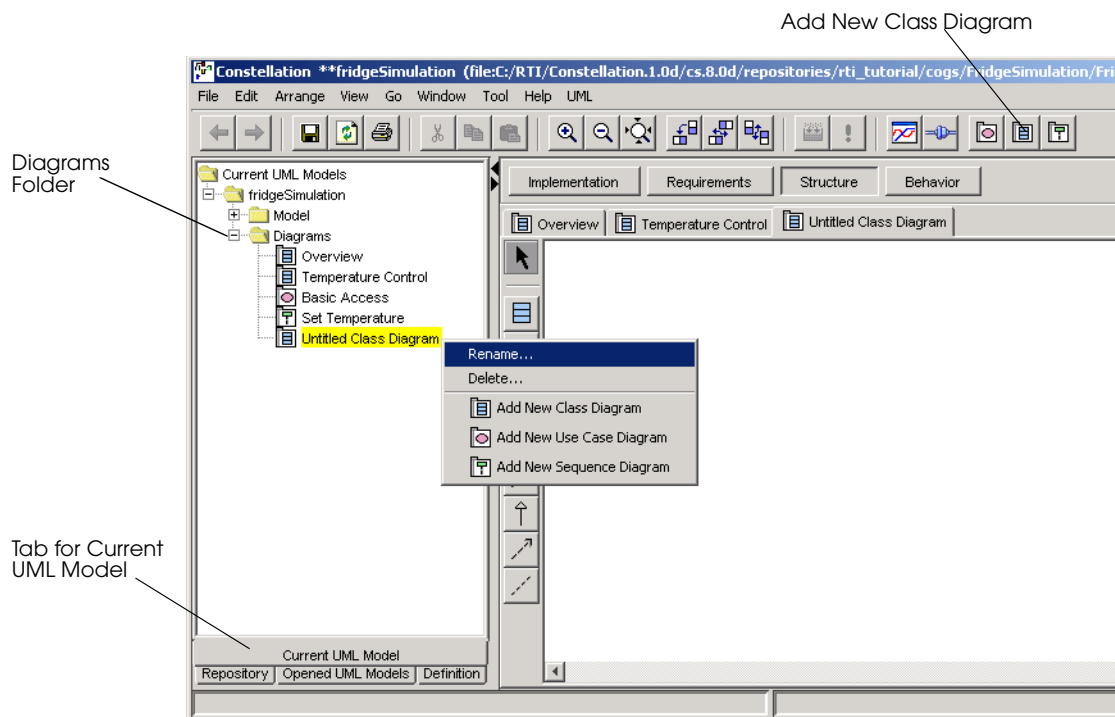 Add New Class Diagram
Constellation **fridgeSimulation (file:C:/RTI/Constellation.1.0d/cs.8.0d/repositories/rti_tutorial/cogs/FridgeSimulation/Fri
File Edit Arrange View Go Window Tool Help UML
Diagrams
Folder
Current UML Models
fridgeSimulation
Model
Diagrams
Overview
Temperature Control
Basic Access
Set Temperature
Untitled Class Diagram
Implementation Requirements Structure Behavior
Overview Temperature Control Untitled Class Diagram
Rename...
Delete...
Add New Class Diagram
Add New Use Case Diagram
Add New Sequence Diagram
Tab for Current
UML Model
Current UML Model
Repository Opened UML Models Definition